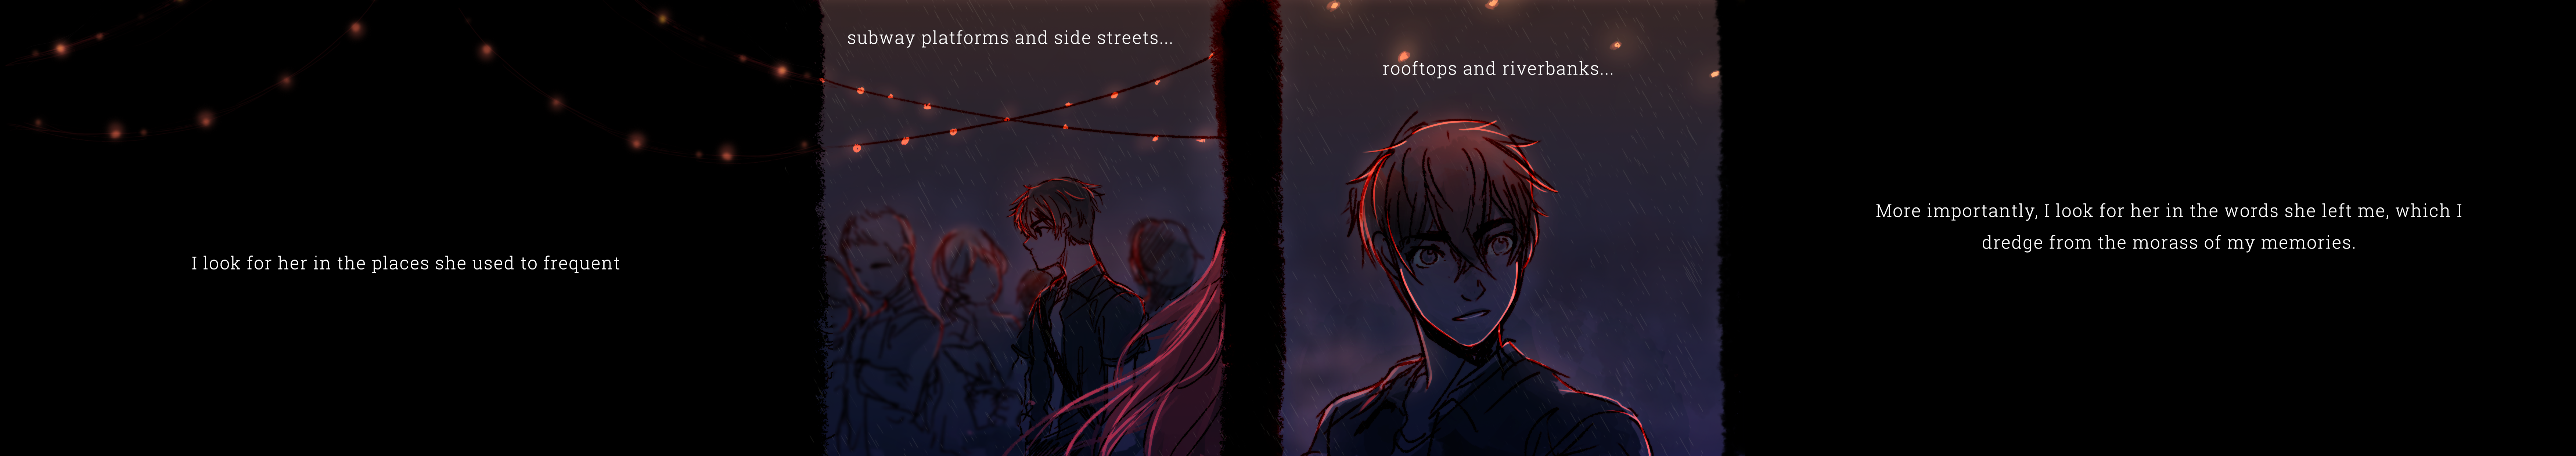 I look for her in the places she used to frequent
subway platforms and side streets...
rooftops and riverbanks...
More importantly, I look for her in the words she left me, which I
dredge from the morass of my memories.